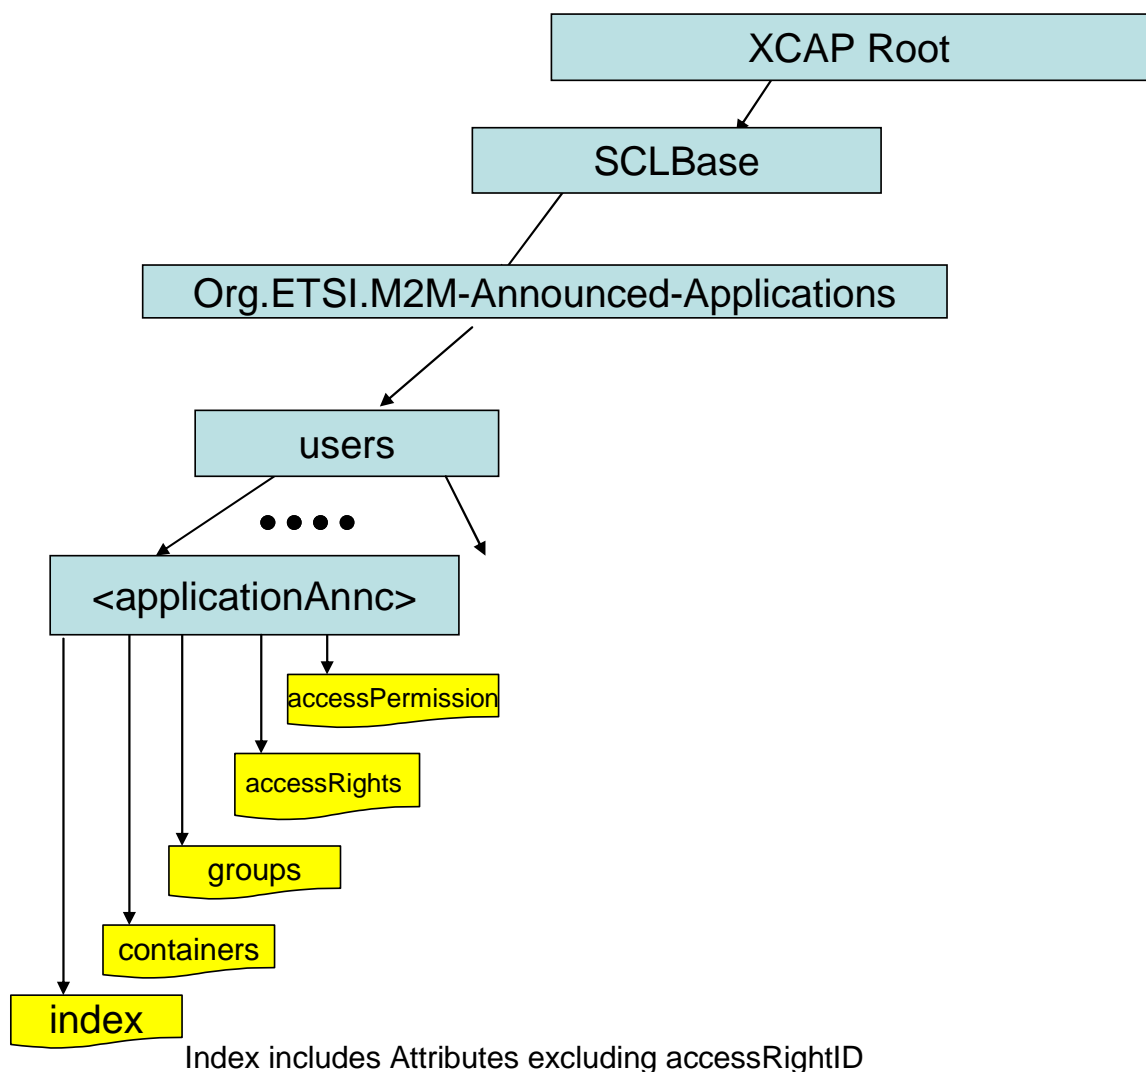 XCAP Root
SCLBase
Org.ETSI.M2M-Announced-Applications
users
<applicationAnnc>
accessPermission
accessRights
groups
containers
index
Index includes Attributes excluding accessRightID